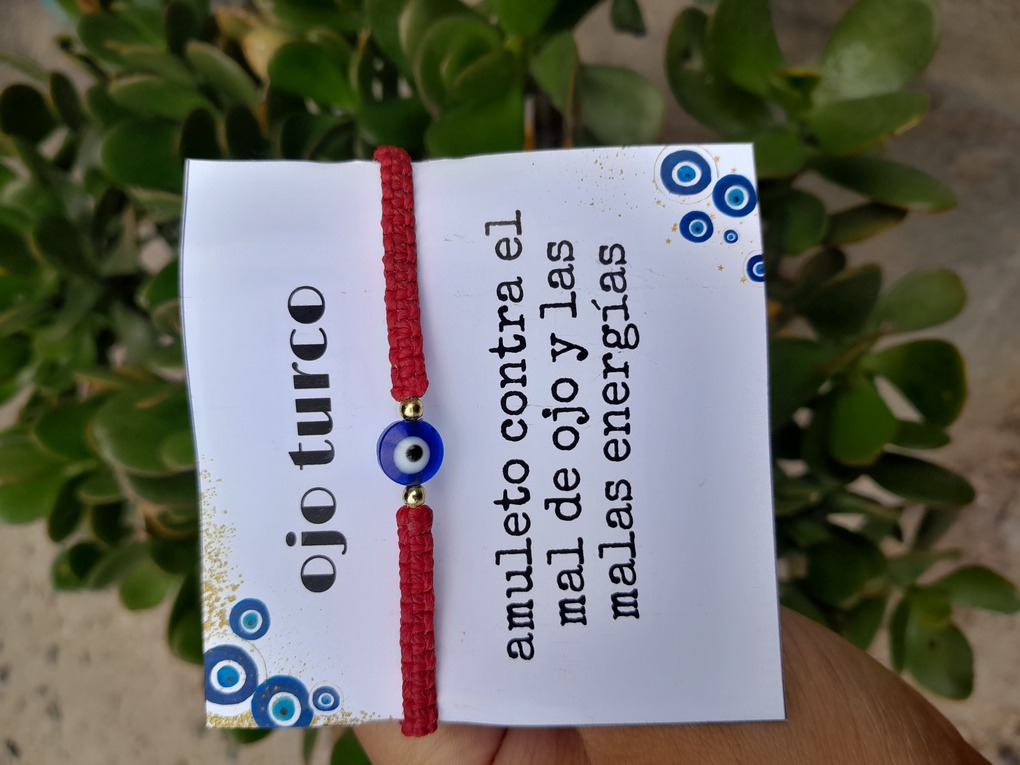 ojo turco
amuleto contra el
mal de ojo y las
malas energías